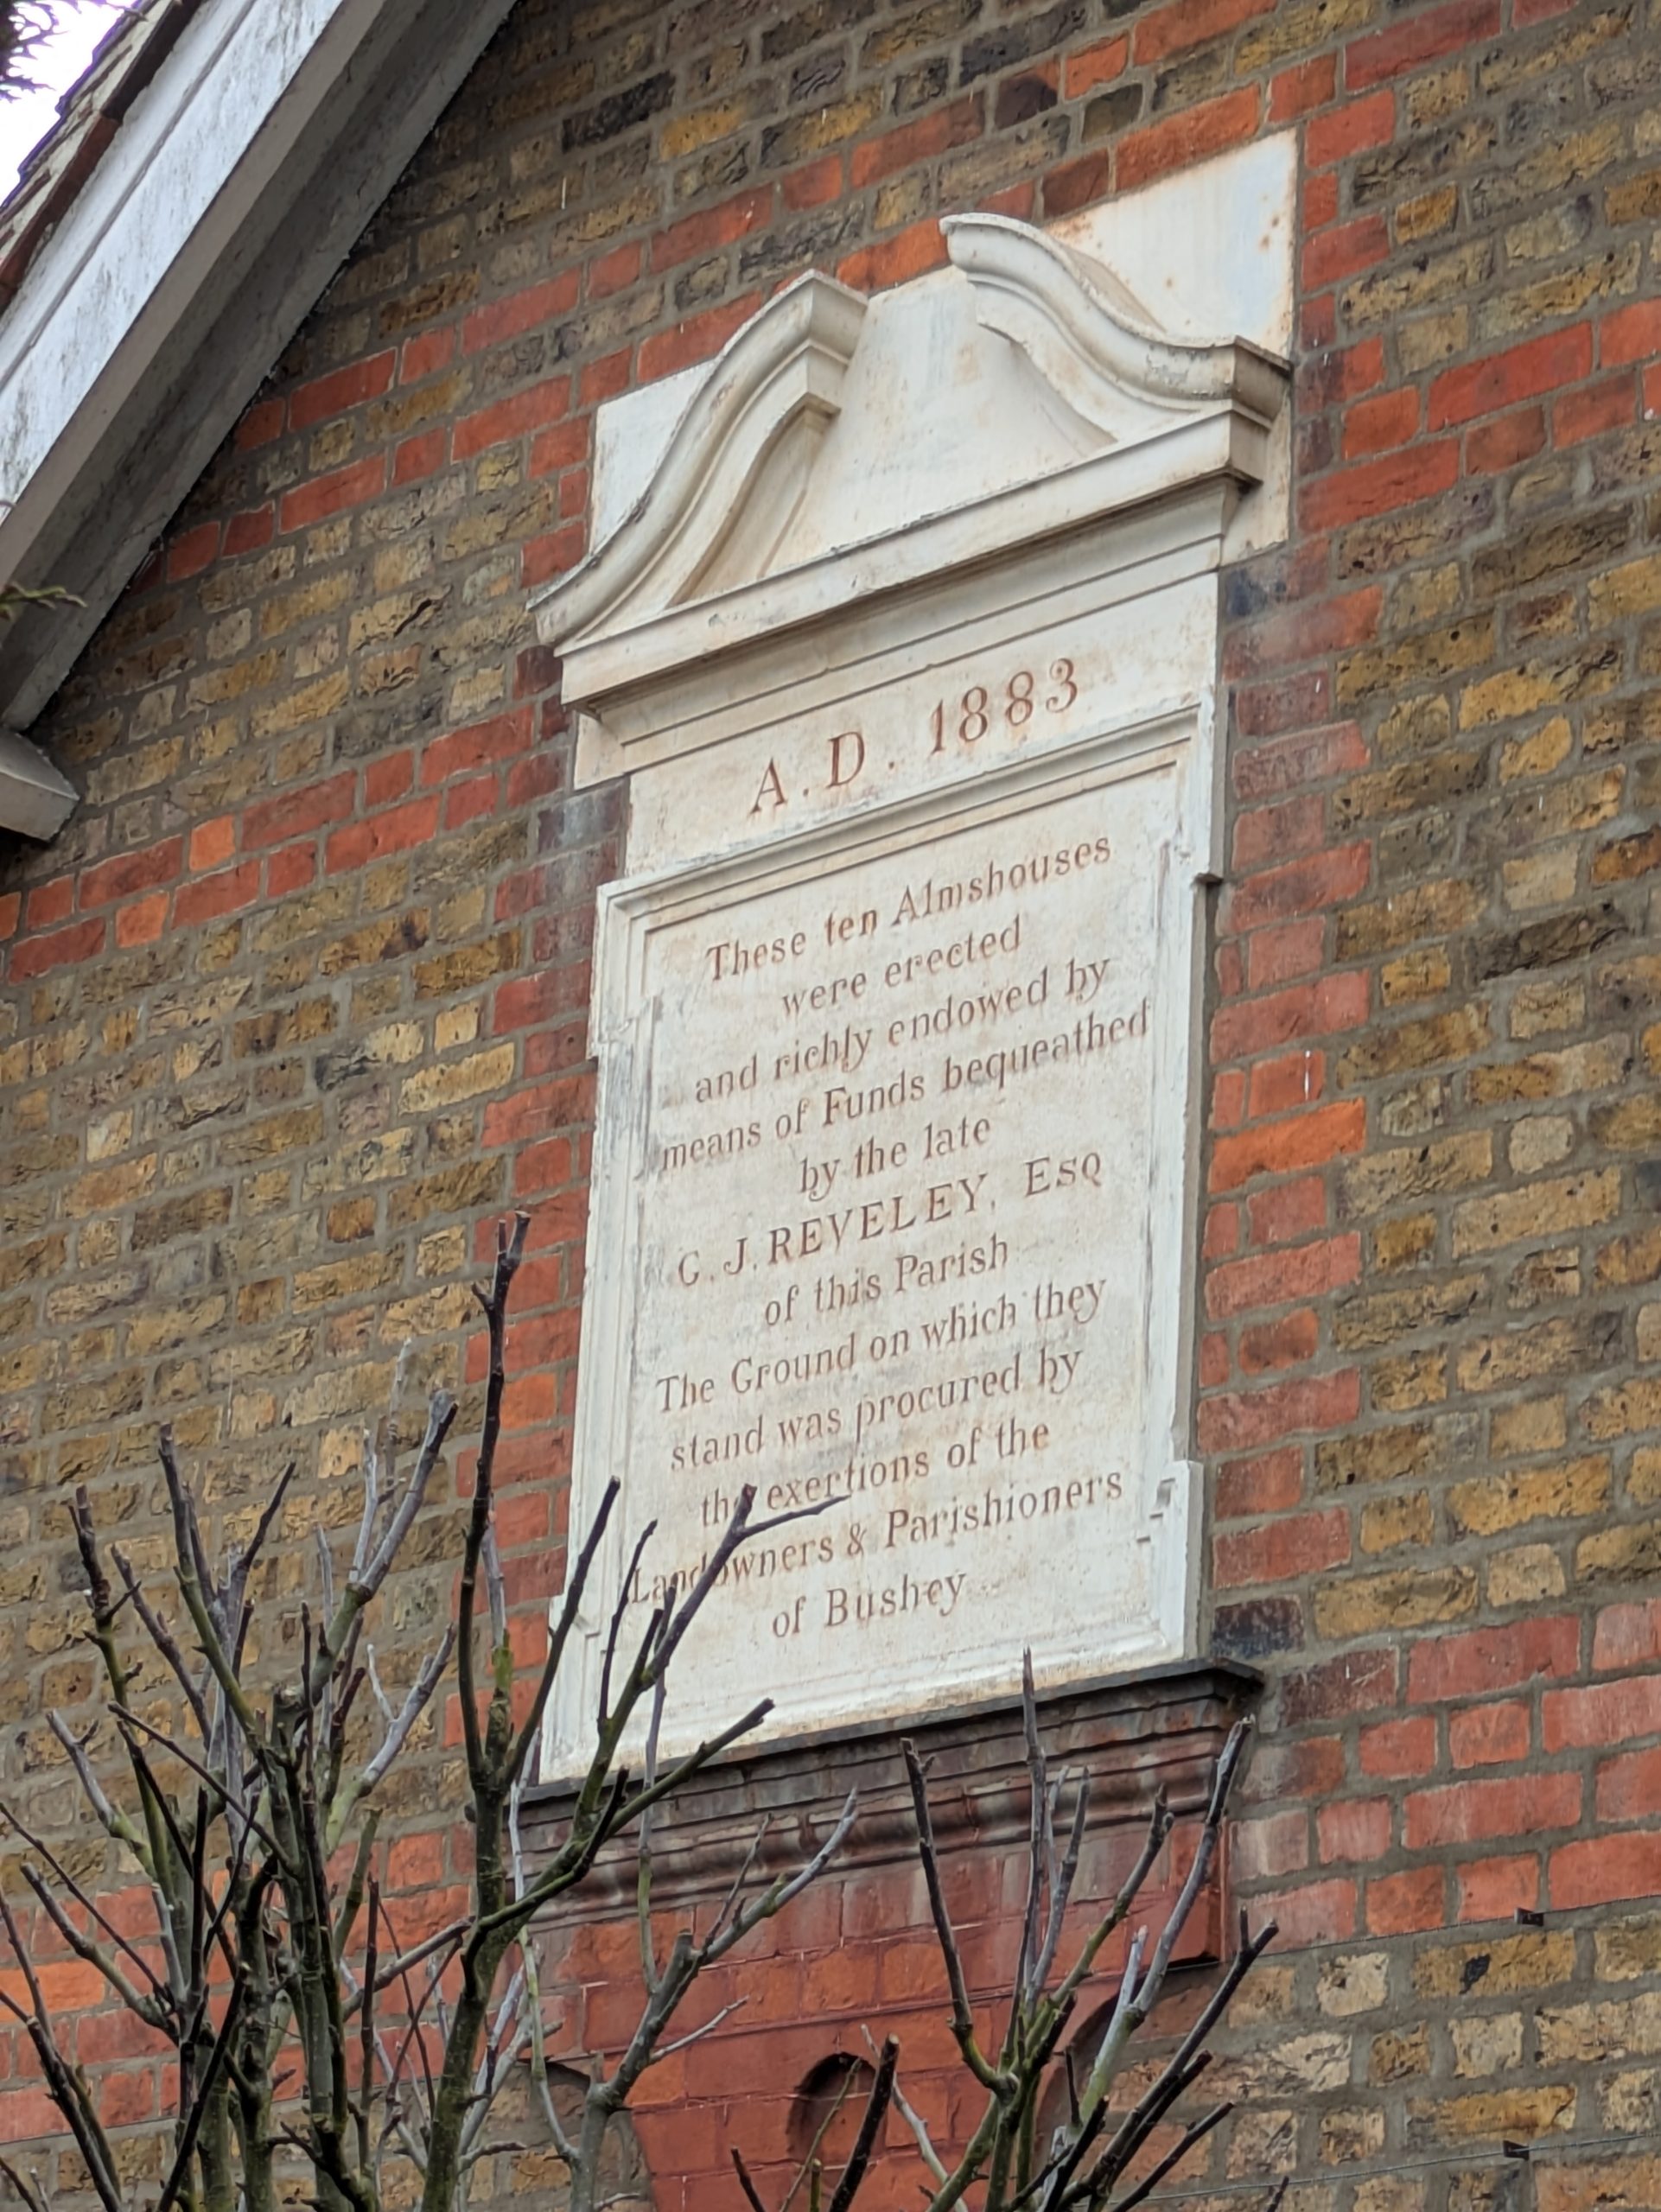 A.D. 1883
These ten Almshouses
were erected
and richly endowed by
means of Funds bequeathed
by the late
G. J. REVELEY, ESQ
of this Parish
The Ground on which they
stand was procured by
the exertions of the
Landowners & Parishioners
of Bushey